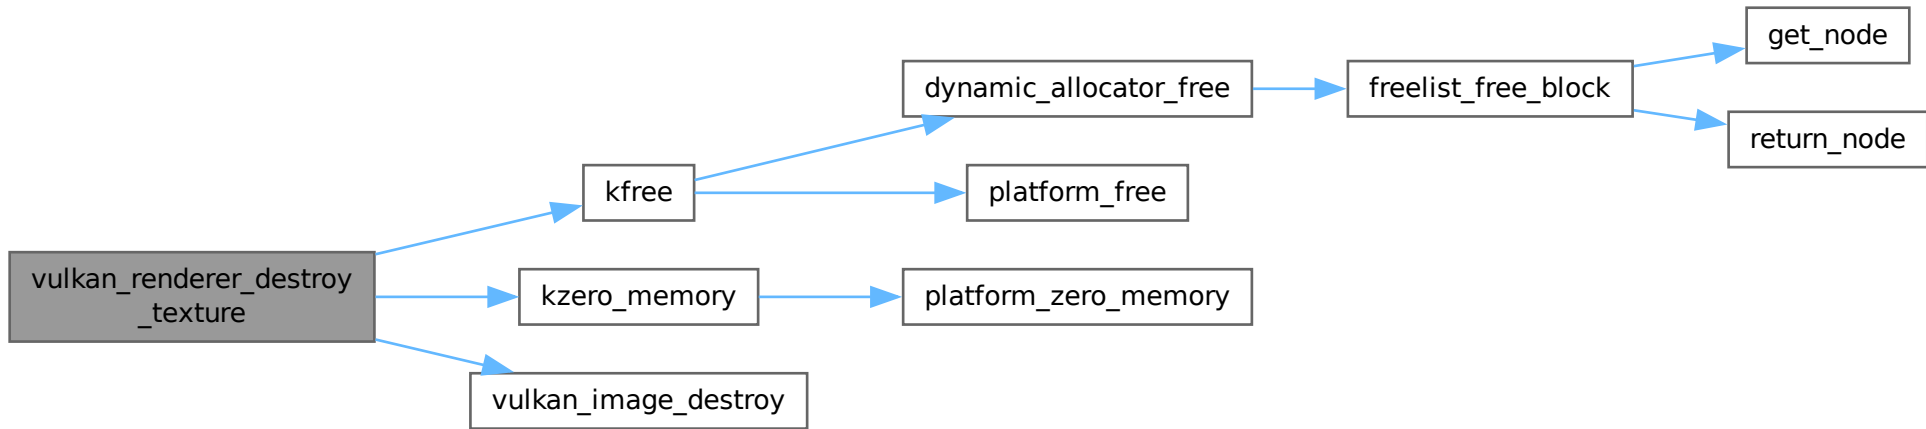 get_node
dynamic_allocator_free
freelist_free_block
return_node
kfree
platform_free
vulkan_renderer_destroy
_texture
kzero_memory
platform_zero_memory
vulkan_image_destroy